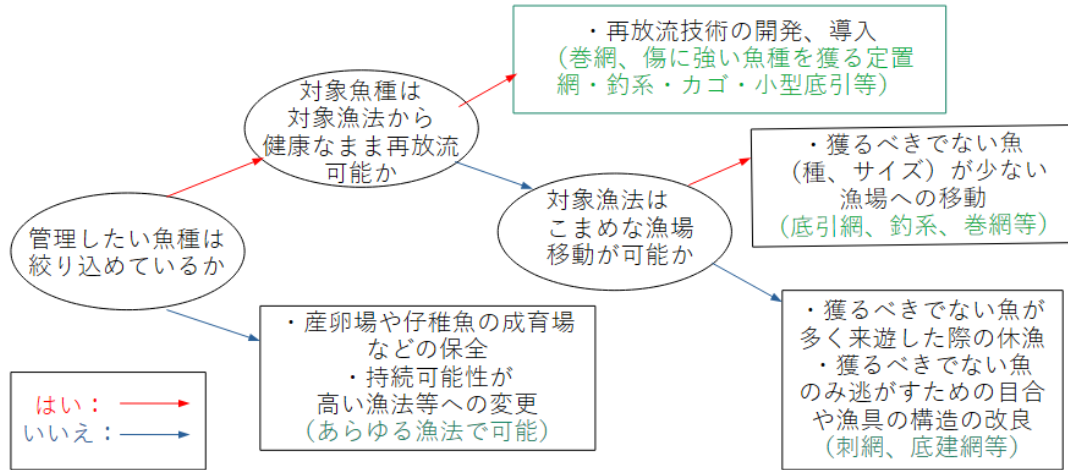 ・再放流技術の開発、導入
(巻網、傷に強い魚種を獲る定置
網・釣系・カゴ・小型底引等)
対象魚種は
対象漁法から
健康なまま再放流
可能か
・獲るべきでない魚
(種、サイズ)が少ない
漁場への移動
(底引網、釣系、巻網等)
対象漁法は
こまめな漁場
移動が可能か
管理したい魚種は
絞り込めているか
・産卵場や仔稚魚の成育場
などの保全
・持続可能性が
高い漁法等への変更
(あらゆる漁法で可能)
・獲るべきでない魚が
多く来遊した際の休漁
・獲るべきでない魚
のみ逃がすための目合
や漁具の構造の改良
(刺網、底建網等)
はい:
いいえ: